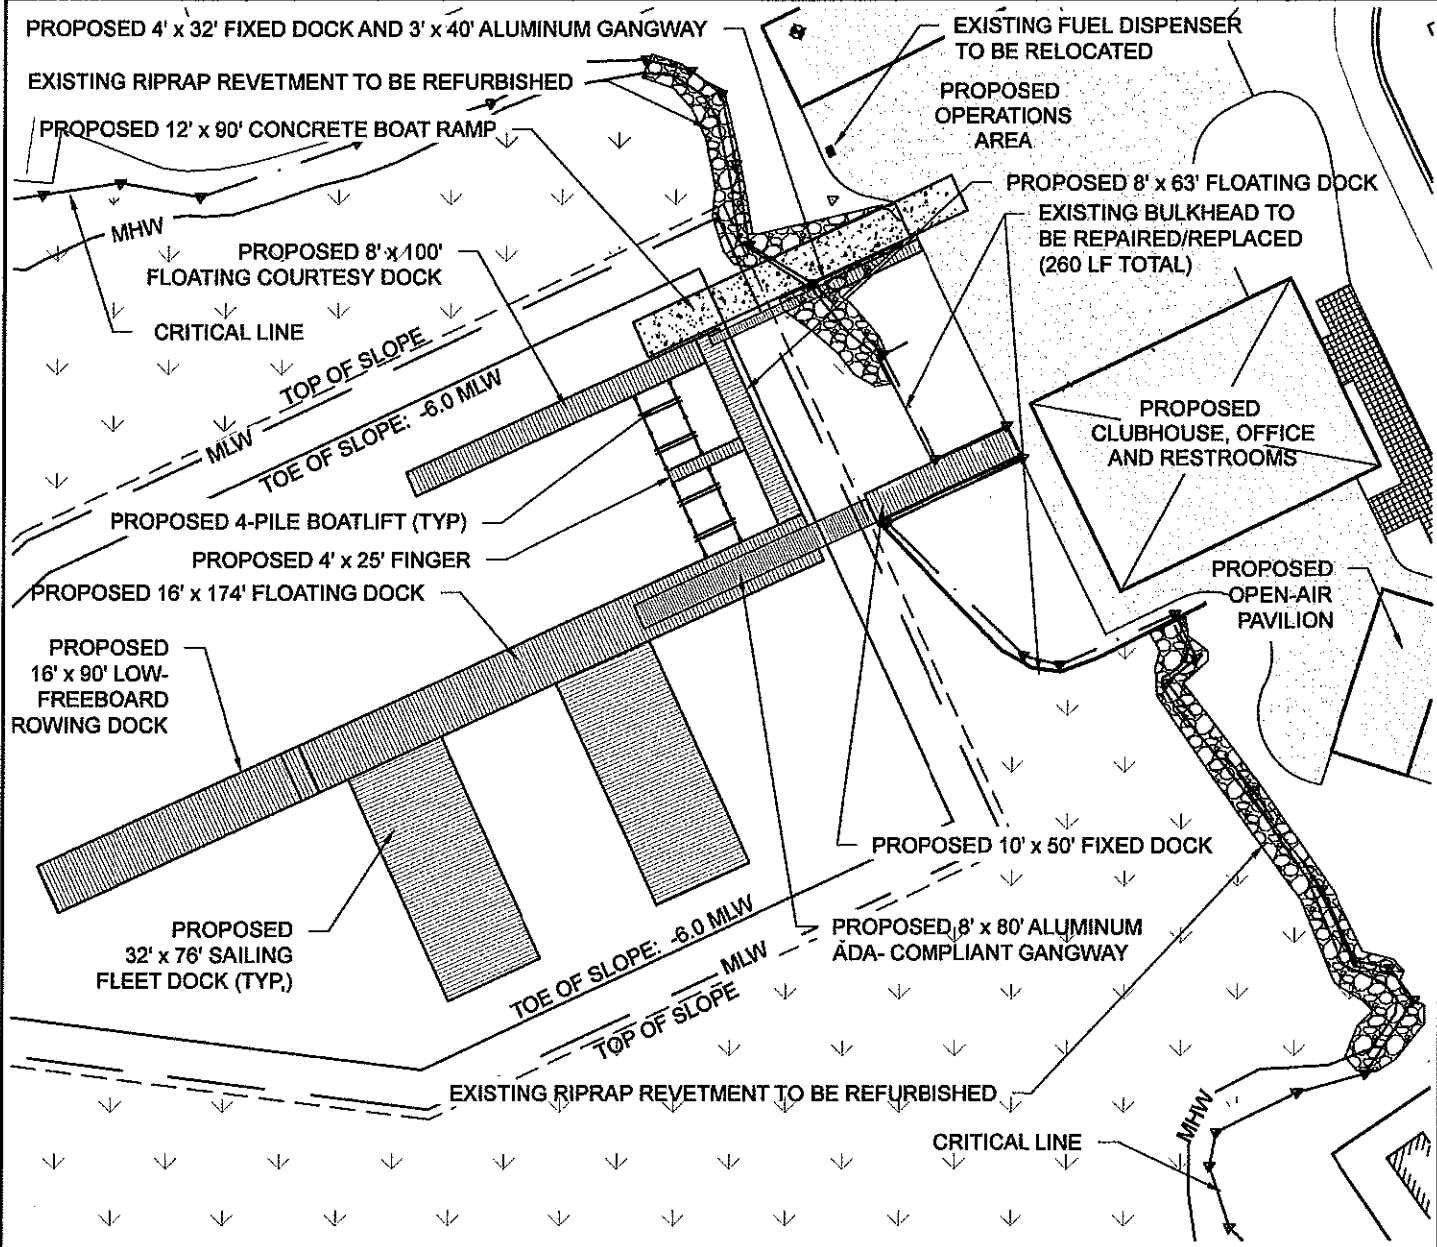 PROPOSED 4' x 32' FIXED DOCK AND 3' x 40' ALUMINUM GANGWAY
EXISTING FUEL DISPENSER
TO BE RELOCATED
EXISTING RIPRAP REVETMENT TO BE REFURBISHED
PROPOSED
OPERATIONS
AREA
PROPOSED 12' x 90' CONCRETE BOAT RAMP
PROPOSED 8' x 63' FLOATING DOCK
EXISTING BULKHEAD TO
BE REPAIRED/REPLACED
(260 LF TOTAL)
MHW
PROPOSED 8' x 100'
FLOATING COURTESY DOCK
CRITICAL LINE
TOP OF SLOPE
MLW
TOE OF SLOPE: -6.0 MLW
PROPOSED
CLUBHOUSE, OFFICE
AND RESTROOMS
PROPOSED 4-PILE BOATLIFT (TYP)
PROPOSED 4' x 25' FINGER
PROPOSED 16' x 174' FLOATING DOCK
PROPOSED
OPEN-AIR
PAVILION
PROPOSED
16' x 90' LOW-
FREEBOARD
ROWING DOCK
PROPOSED 10' x 50' FIXED DOCK
PROPOSED
32' x 76' SAILING
FLEET DOCK (TYP.)
PROPOSED 8' x 80' ALUMINUM
ADA- COMPLIANT GANGWAY
TOE OF SLOPE: -6.0 MLW
MLW
TOP OF SLOPE
EXISTING RIPRAP REVETMENT TO BE REFURBISHED
MHW
CRITICAL LINE